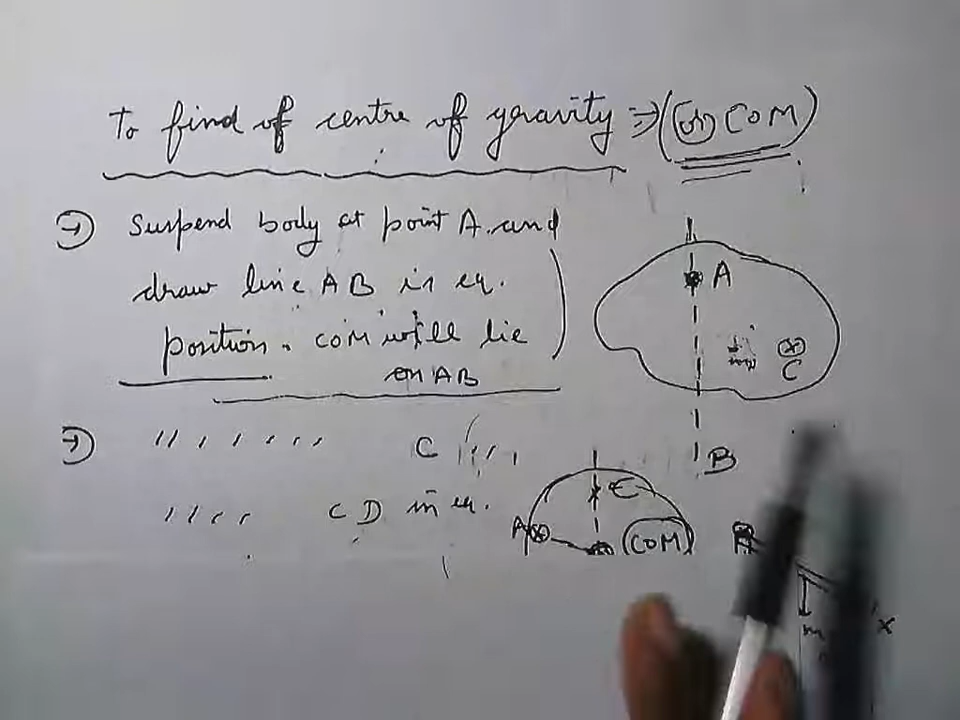 To find of centre of gravity ⇒ ((or) COM)
→ Suspend body at point A and
draw line AB in eq.
position. COM will lie
on AB
A
C
B
→ '' ' ' ' ' ' C '' ' '
'' ' ' ' CD in eq.
C
A
COM
A
m
x